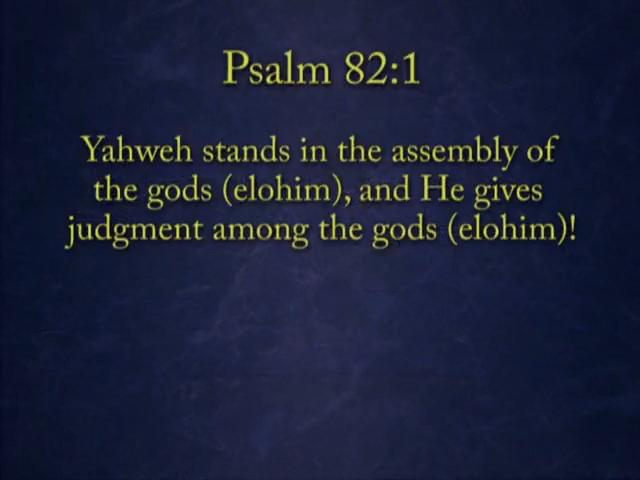 Psalm 82:1
Yahweh stands in the assembly of
the gods (elohim), and He gives
judgment among the gods (elohim)!